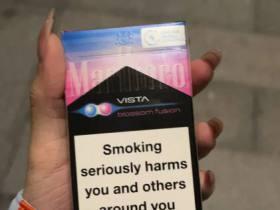 Marlboro
VISTA
blossom fusion
Smoking
seriously harms
you and others
around you